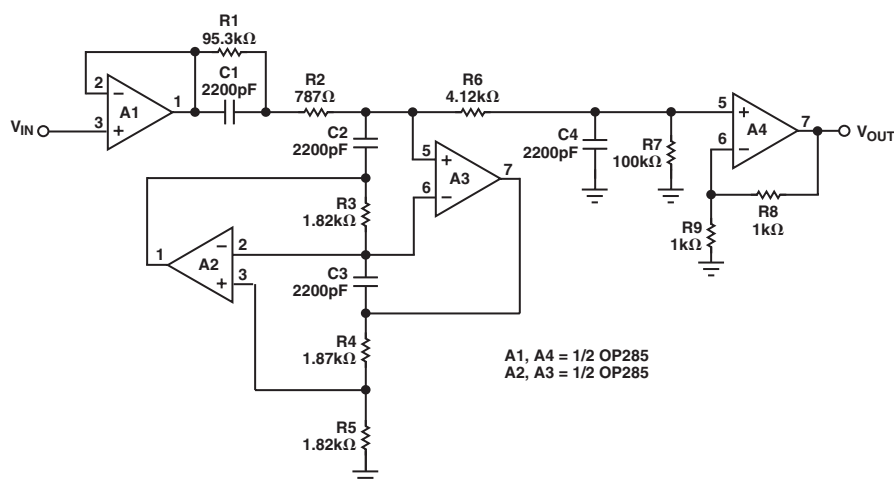 R1
95.3kΩ
C1
2200pF
2
A1
1
3
VIN
R2
787Ω
R6
4.12kΩ
C2
2200pF
C4
2200pF
R7
100kΩ
5
A4
7
6
VOUT
R8
1kΩ
R9
1kΩ
5
A3
7
6
R3
1.82kΩ
1
A2
2
3
C3
2200pF
R4
1.87kΩ
R5
1.82kΩ
A1, A4 = 1/2 OP285
A2, A3 = 1/2 OP285
−
+
+
−
+
−
−
+